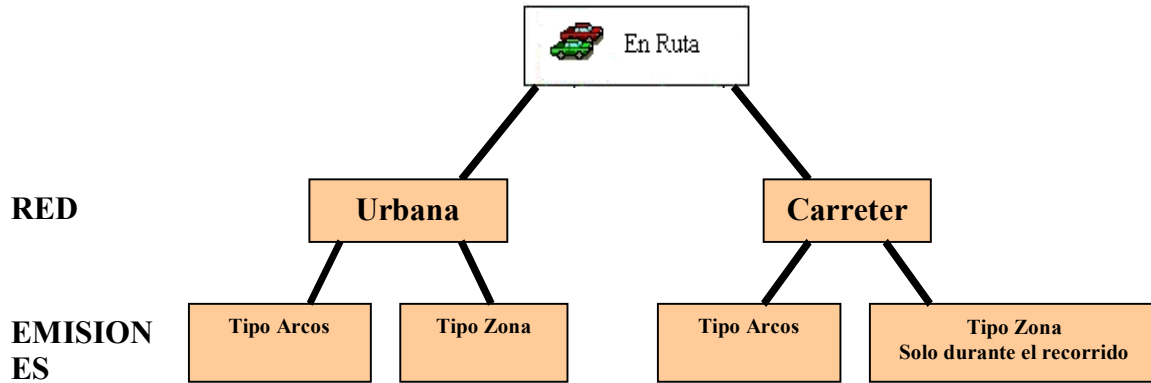 En Ruta
RED
Urbana
Carreter
EMISION
ES
Tipo Arcos
Tipo Zona
Tipo Arcos
Tipo Zona
Solo durante el recorrido